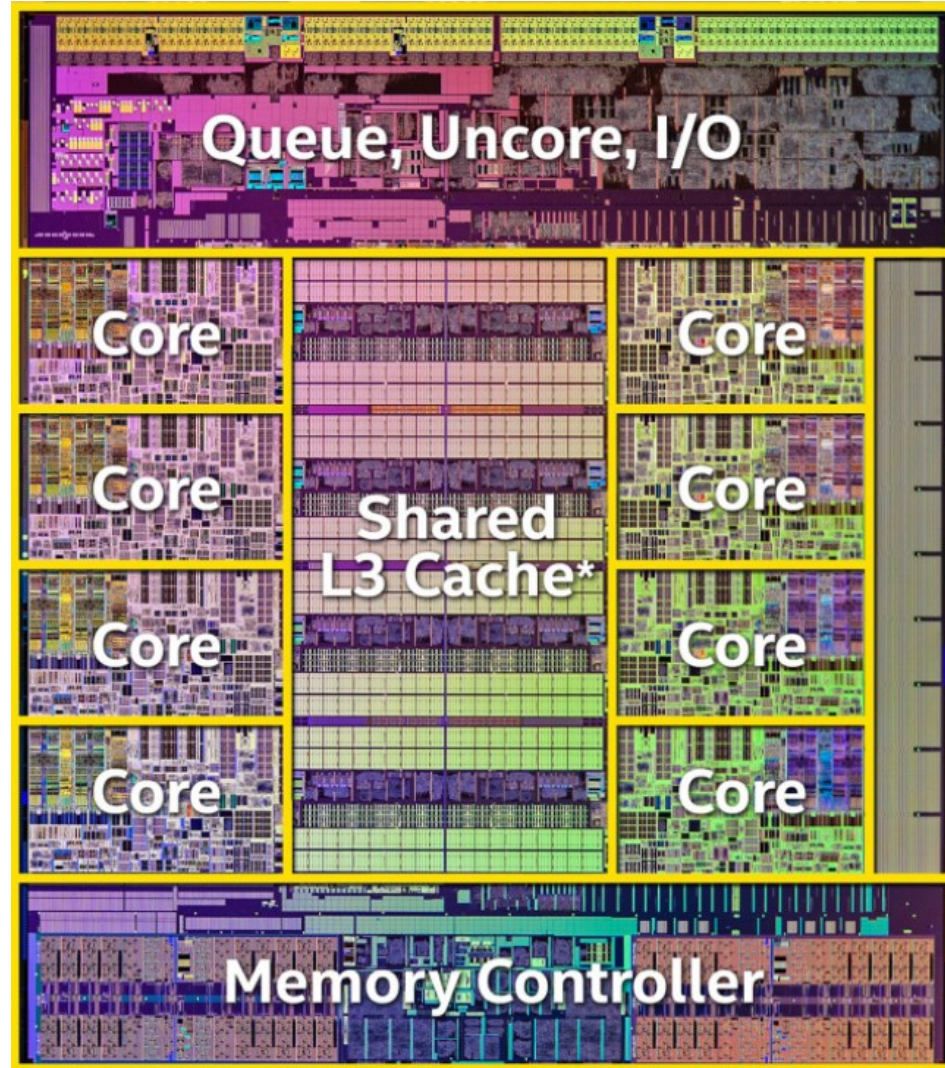 Queue, Uncore, I/O
Core
Core
Core
Core
Shared
L3 Cache*
Core
Core
Core
Core
Memory Controller